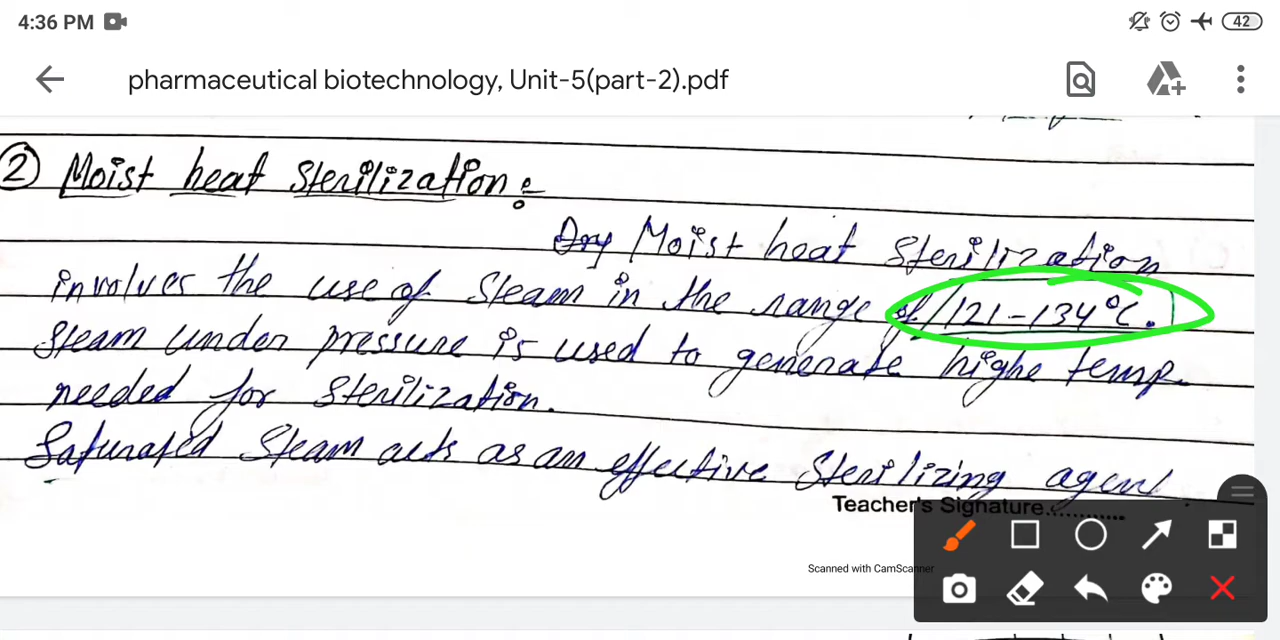 4:36 PM
42
pharmaceutical biotechnology, Unit-5(part-2).pdf
② Moist heat sterilization:-
Dry Moist heat sterilization
involves the use of steam in the range of 121-134°C.
steam under pressure is used to generate highe temp.
needed for sterilization.
Saturated steam acts as an effective sterilizing agent
Teacher's Signature............
Scanned with CamScanner